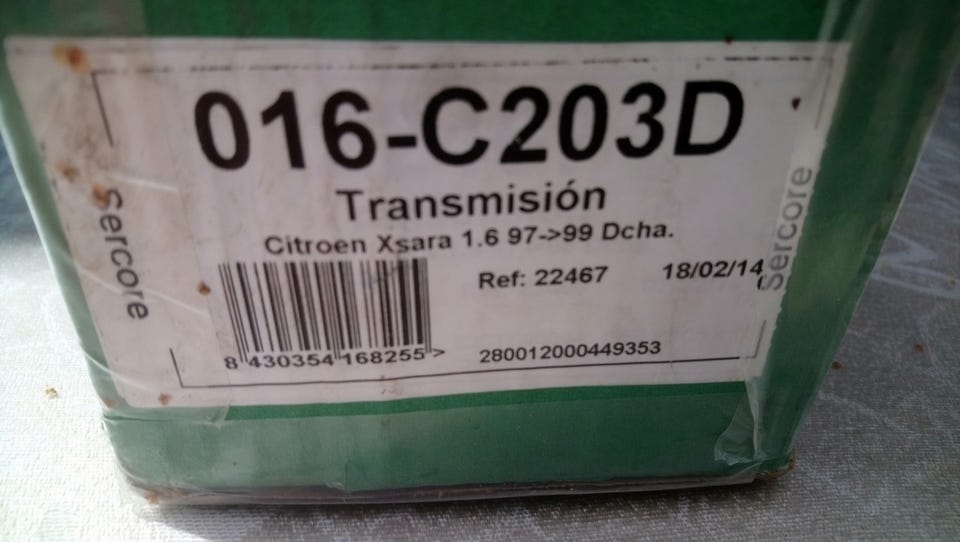 016-C203D
Transmisión
Citroen Xsara 1.6 97->99 Dcha.
Ref: 22467 18/02/14
8 430354 168255 >
280012000449353
Sercore
Sercore